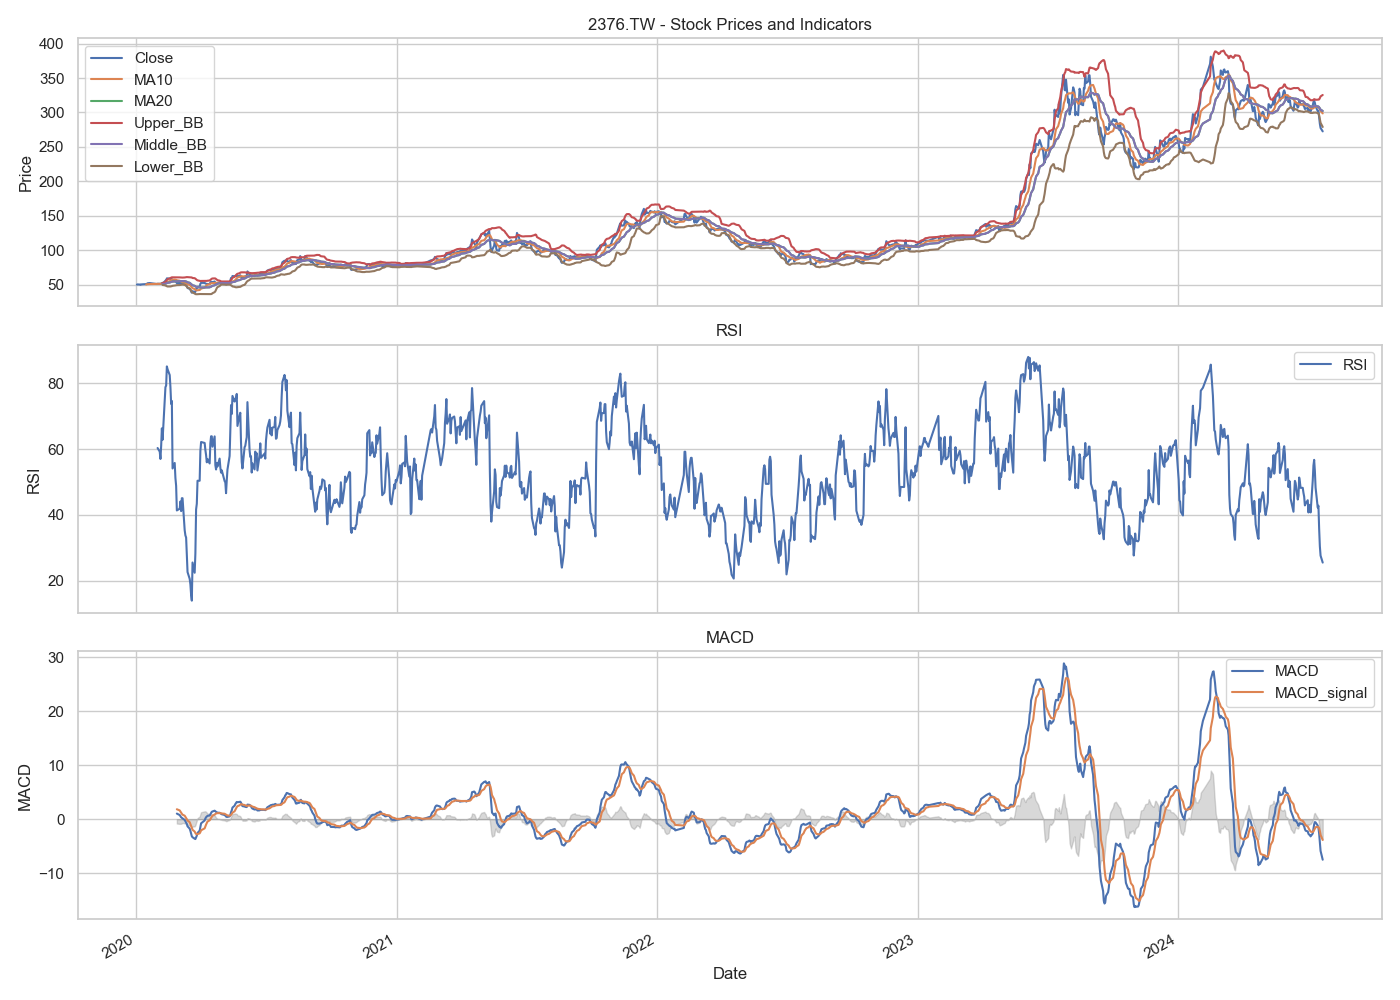 2376.TW - Stock Prices and Indicators
400
350
300
250
200
150
100
50
Price
Close
MA10
MA20
Upper_BB
Middle_BB
Lower_BB
RSI
80
60
40
20
RSI
RSI
MACD
30
20
10
0
−10
MACD
MACD
MACD_signal
2020
2021
2022
2023
2024
Date